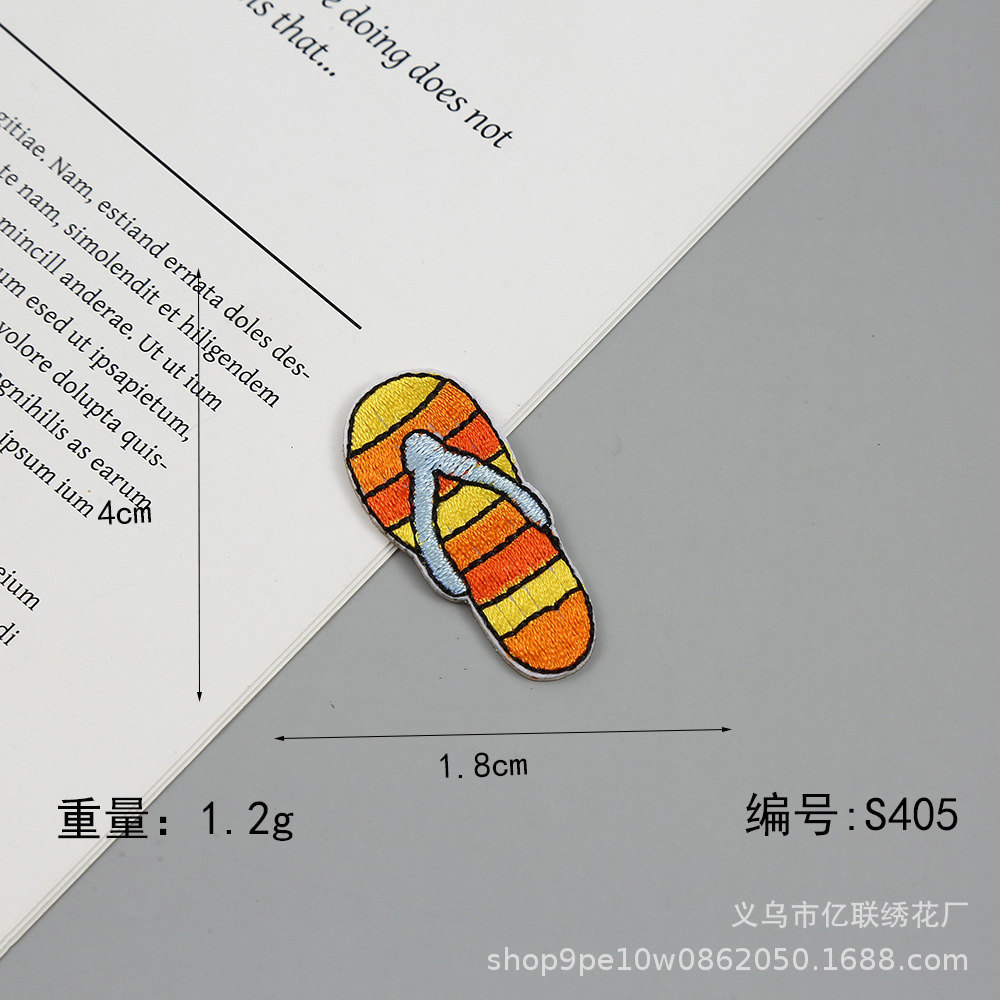 doing does not
is that...
Nam, estiand ernata doles des-
te nam, simolendit et hiligendem
mincill anderae. Ut ut ium
um esed ut ipsapietum,
volore dolupta quis-
gnihilis as earum
ipsum ium
di
4cm
1.8cm
重量：1.2g
编号:S405
义乌市亿联绣花厂
shop9pe10w0862050.1688.com